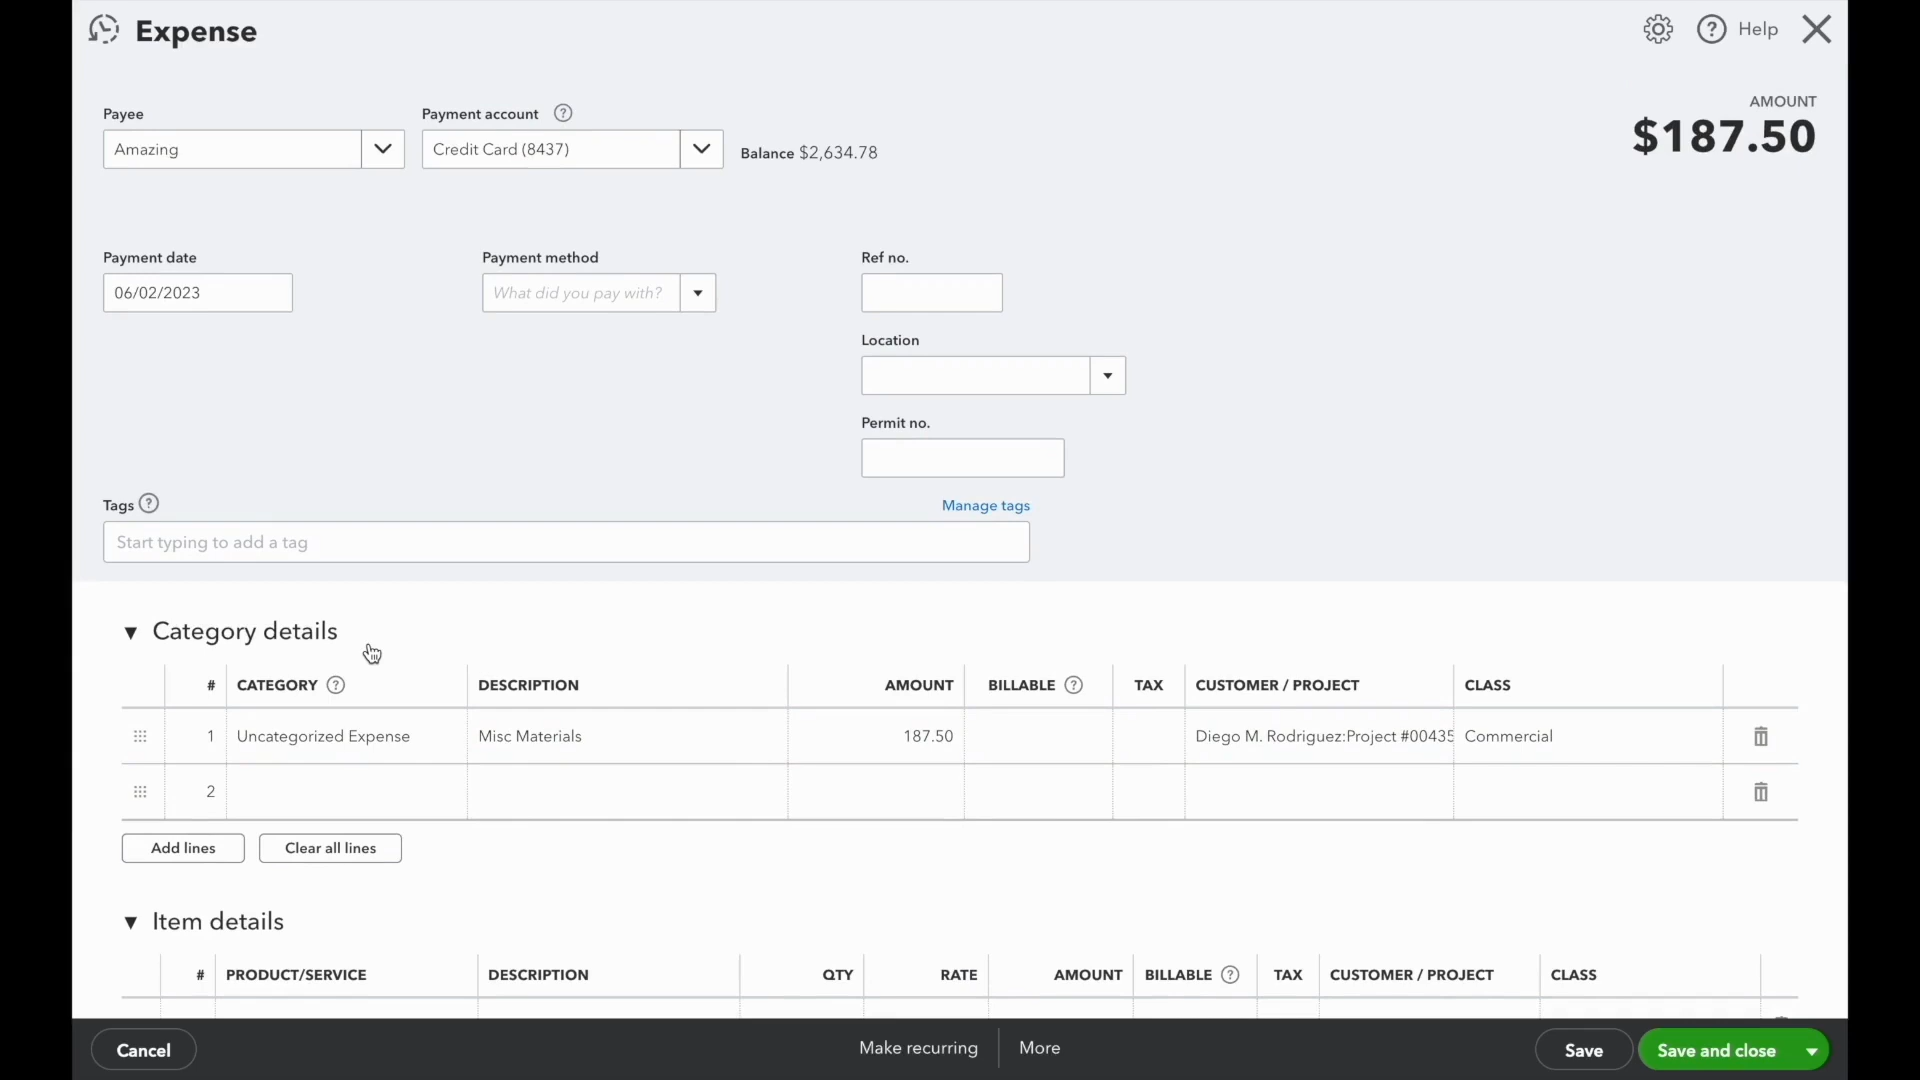 Expense
Help
Payee
Payment account
AMOUNT
$187.50
Amazing
Credit Card (8437)
Balance $2,634.78
Payment date
Payment method
Ref no.
06/02/2023
What did you pay with?
Location
Permit no.
Tags
Manage tags
Start typing to add a tag
Category details
# CATEGORY DESCRIPTION AMOUNT BILLABLE TAX CUSTOMER / PROJECT CLASS
1 Uncategorized Expense Misc Materials 187.50 Diego M. Rodriguez:Project #00435 Commercial
2
Add lines
Clear all lines
Item details
# PRODUCT/SERVICE DESCRIPTION QTY RATE AMOUNT BILLABLE TAX CUSTOMER / PROJECT CLASS
Cancel
Make recurring
More
Save
Save and close